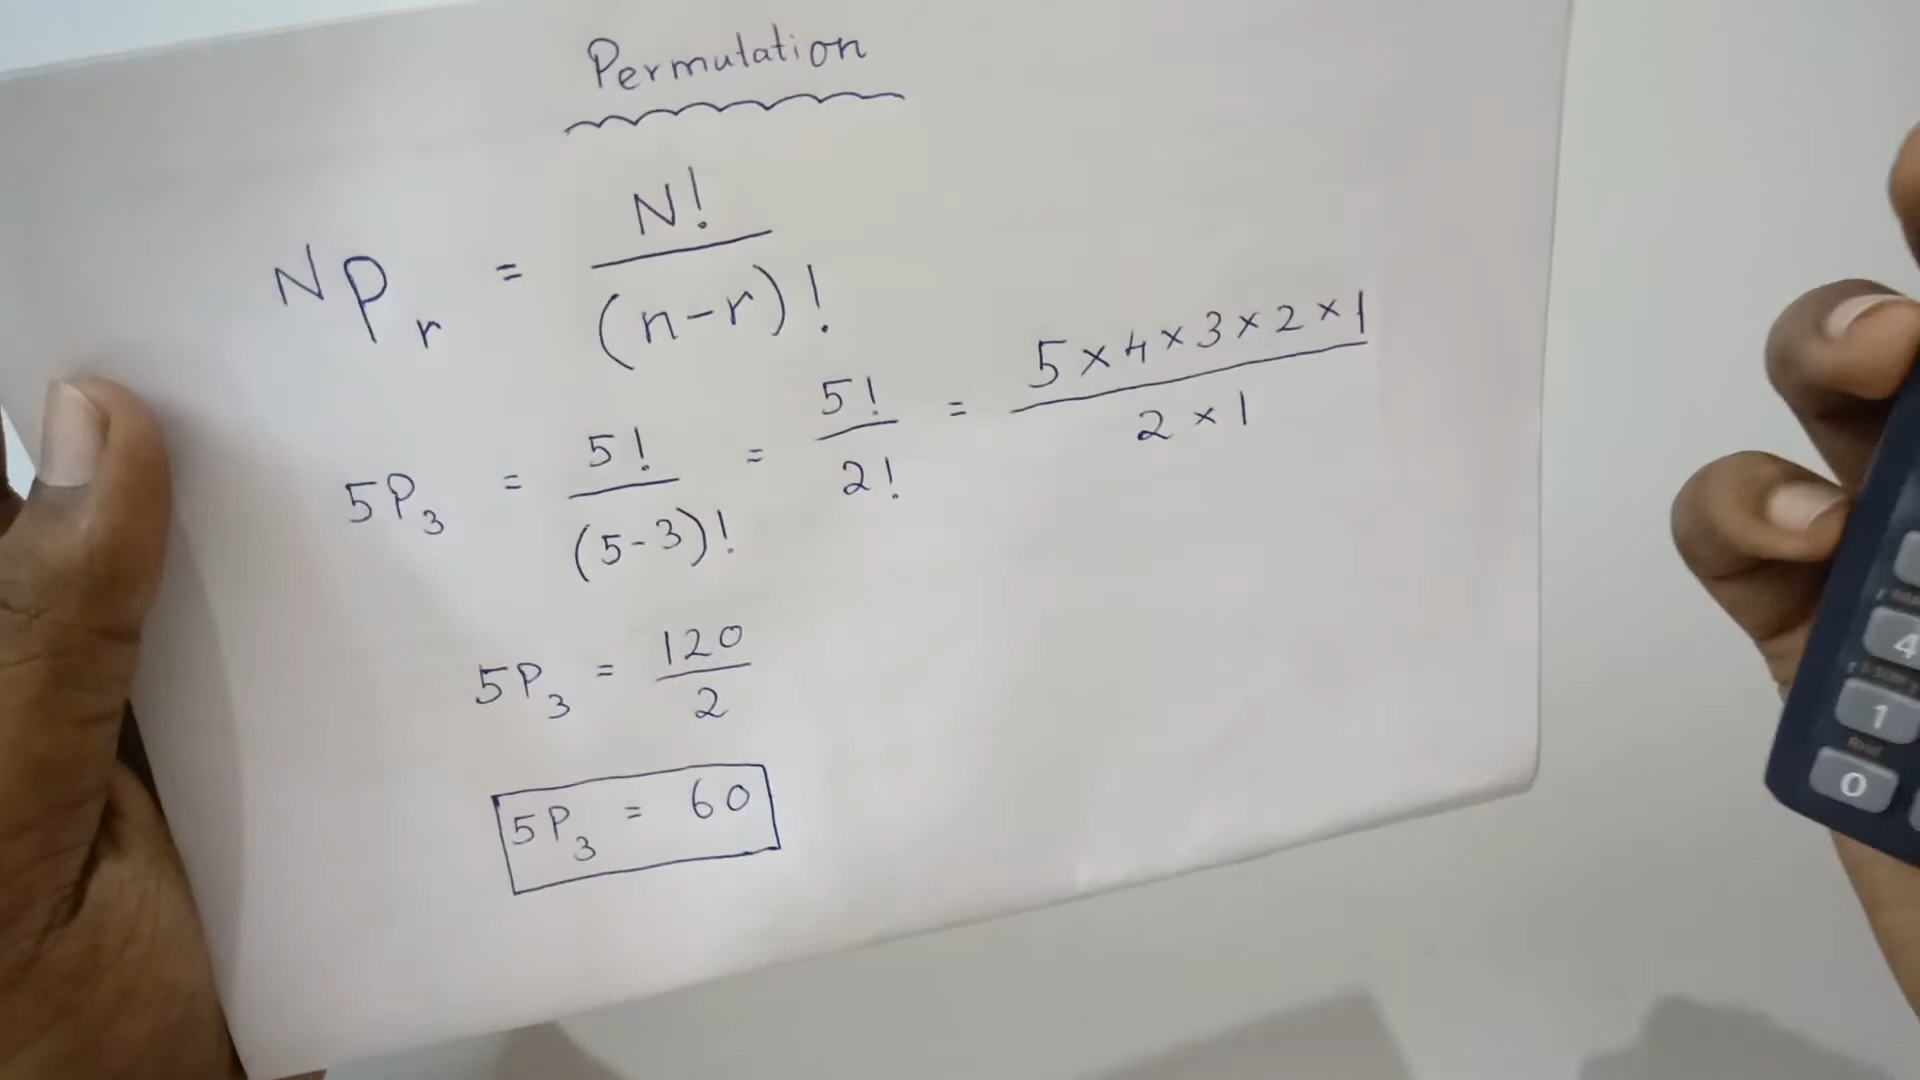 Permutation
NPr = N! / (n-r)!
5P3 = 5! / (5-3)! = 5! / 2! = 5×4×3×2×1 / 2×1
5P3 = 120 / 2
5P3 = 60
4
1
0